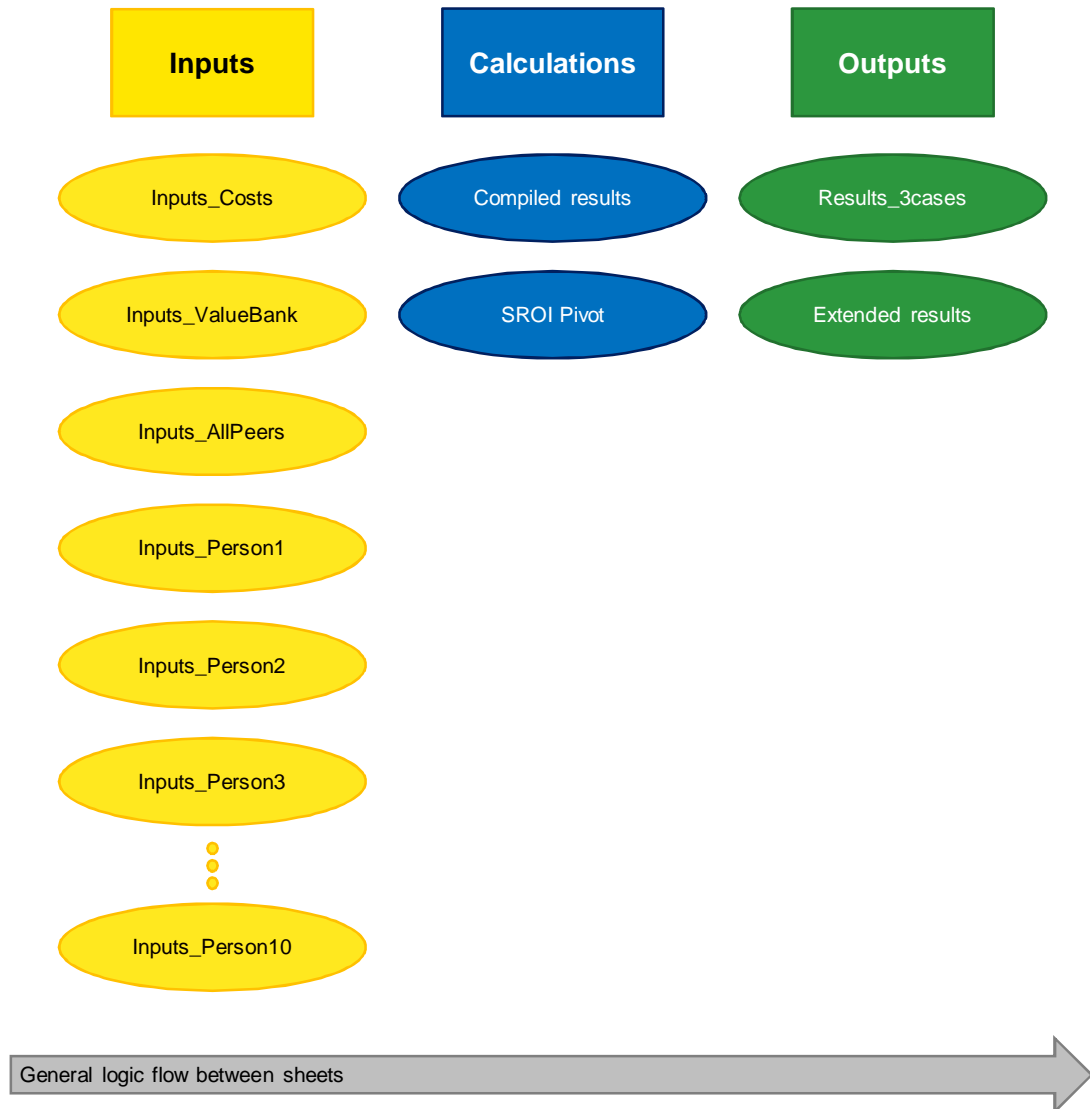 Inputs
Calculations
Outputs
Inputs_Costs
Compiled results
Results_3cases
Inputs_ValueBank
SROI Pivot
Extended results
Inputs_AllPeers
Inputs_Person1
Inputs_Person2
Inputs_Person3
Inputs_Person10
General logic flow between sheets